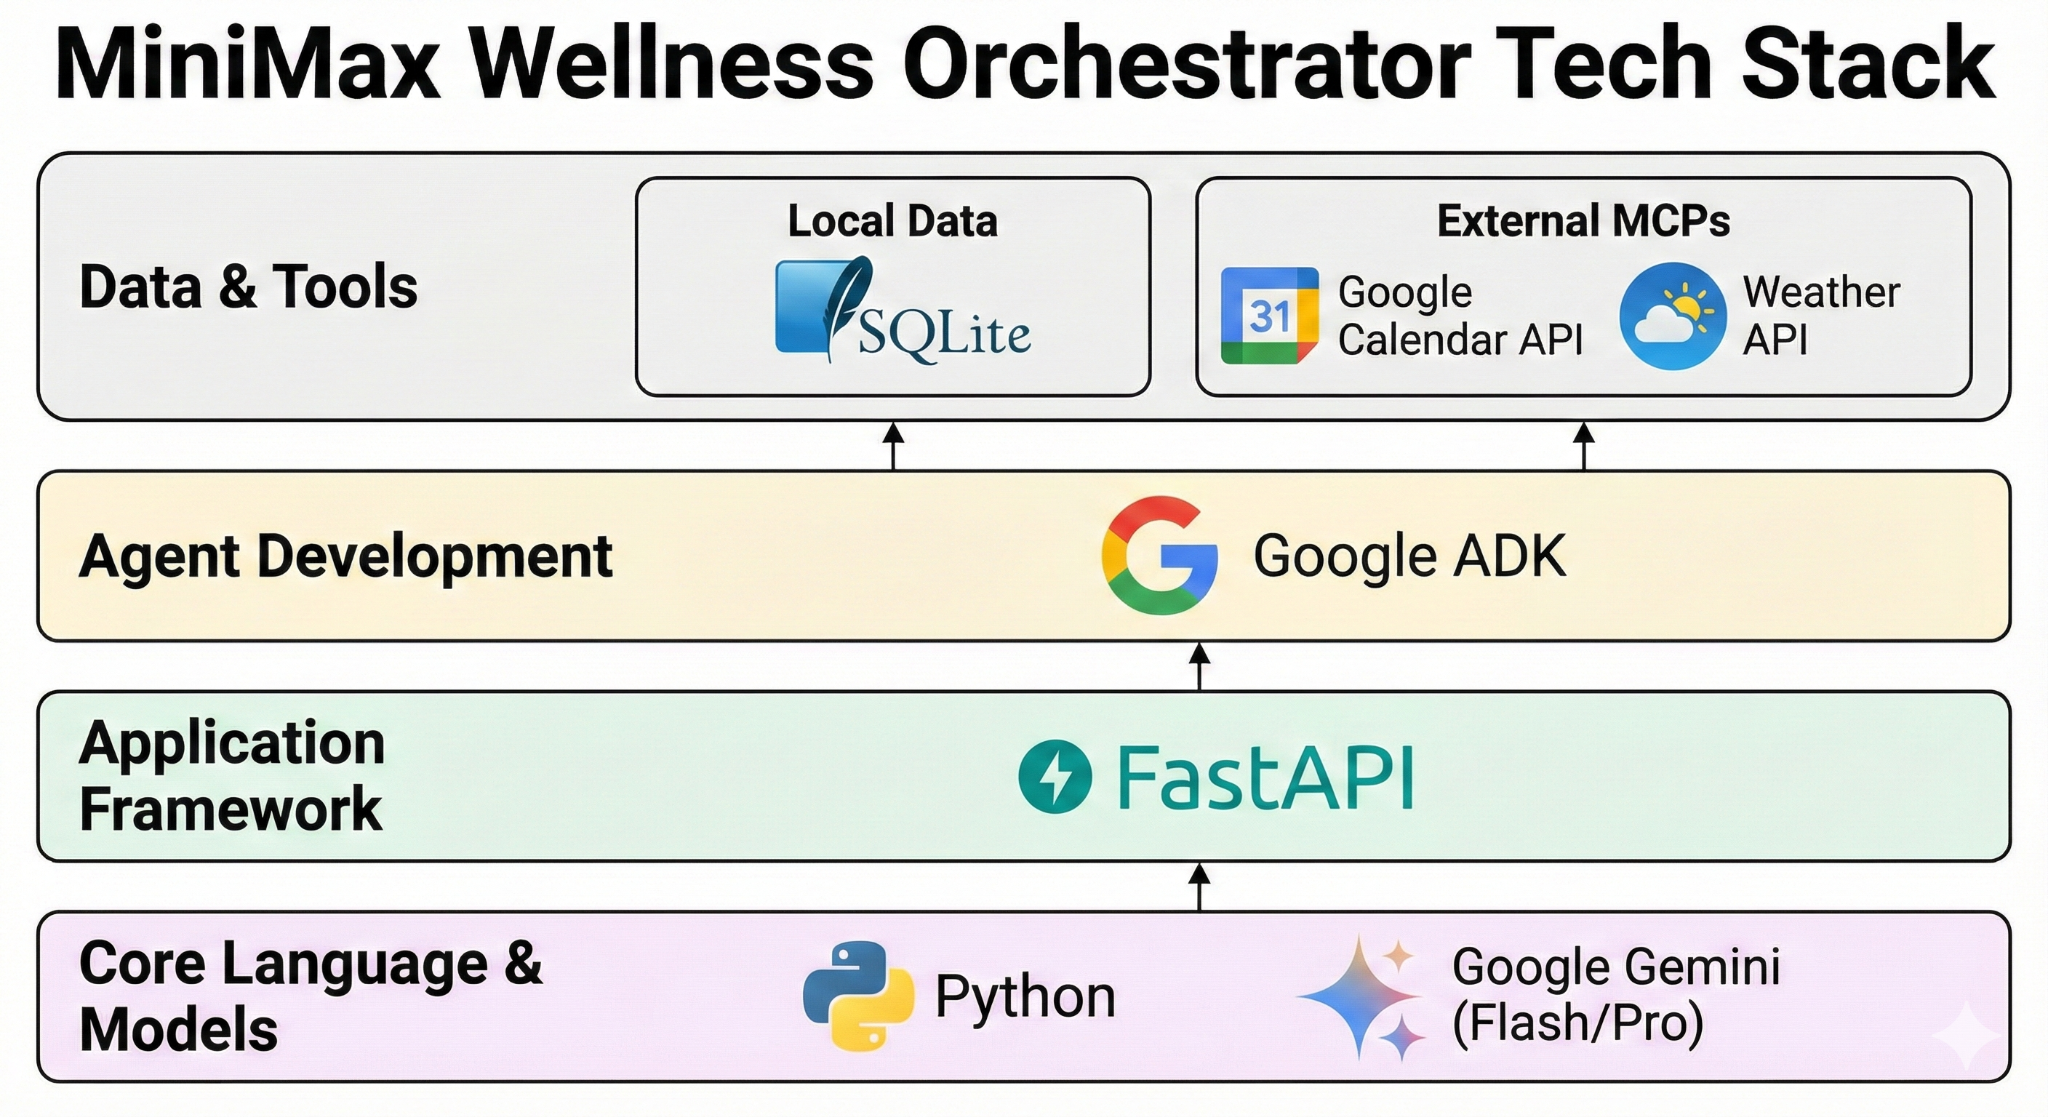 MiniMax Wellness Orchestrator Tech Stack
Data & Tools
Local Data
SQLite
External MCPs
31
Google
Calendar API
Weather
API
Agent Development
Google ADK
Application
Framework
FastAPI
Core Language &
Models
Python
Google Gemini
(Flash/Pro)